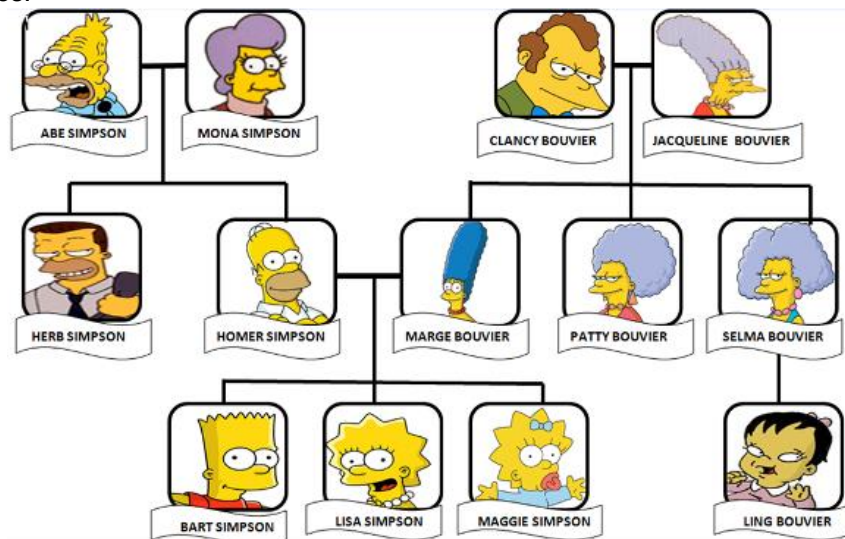 ABE SIMPSON
MONA SIMPSON
CLANCY BOUVIER
JACQUELINE BOUVIER
HERB SIMPSON
HOMER SIMPSON
MARGE BOUVIER
PATTY BOUVIER
SELMA BOUVIER
BART SIMPSON
LISA SIMPSON
MAGGIE SIMPSON
LING BOUVIER